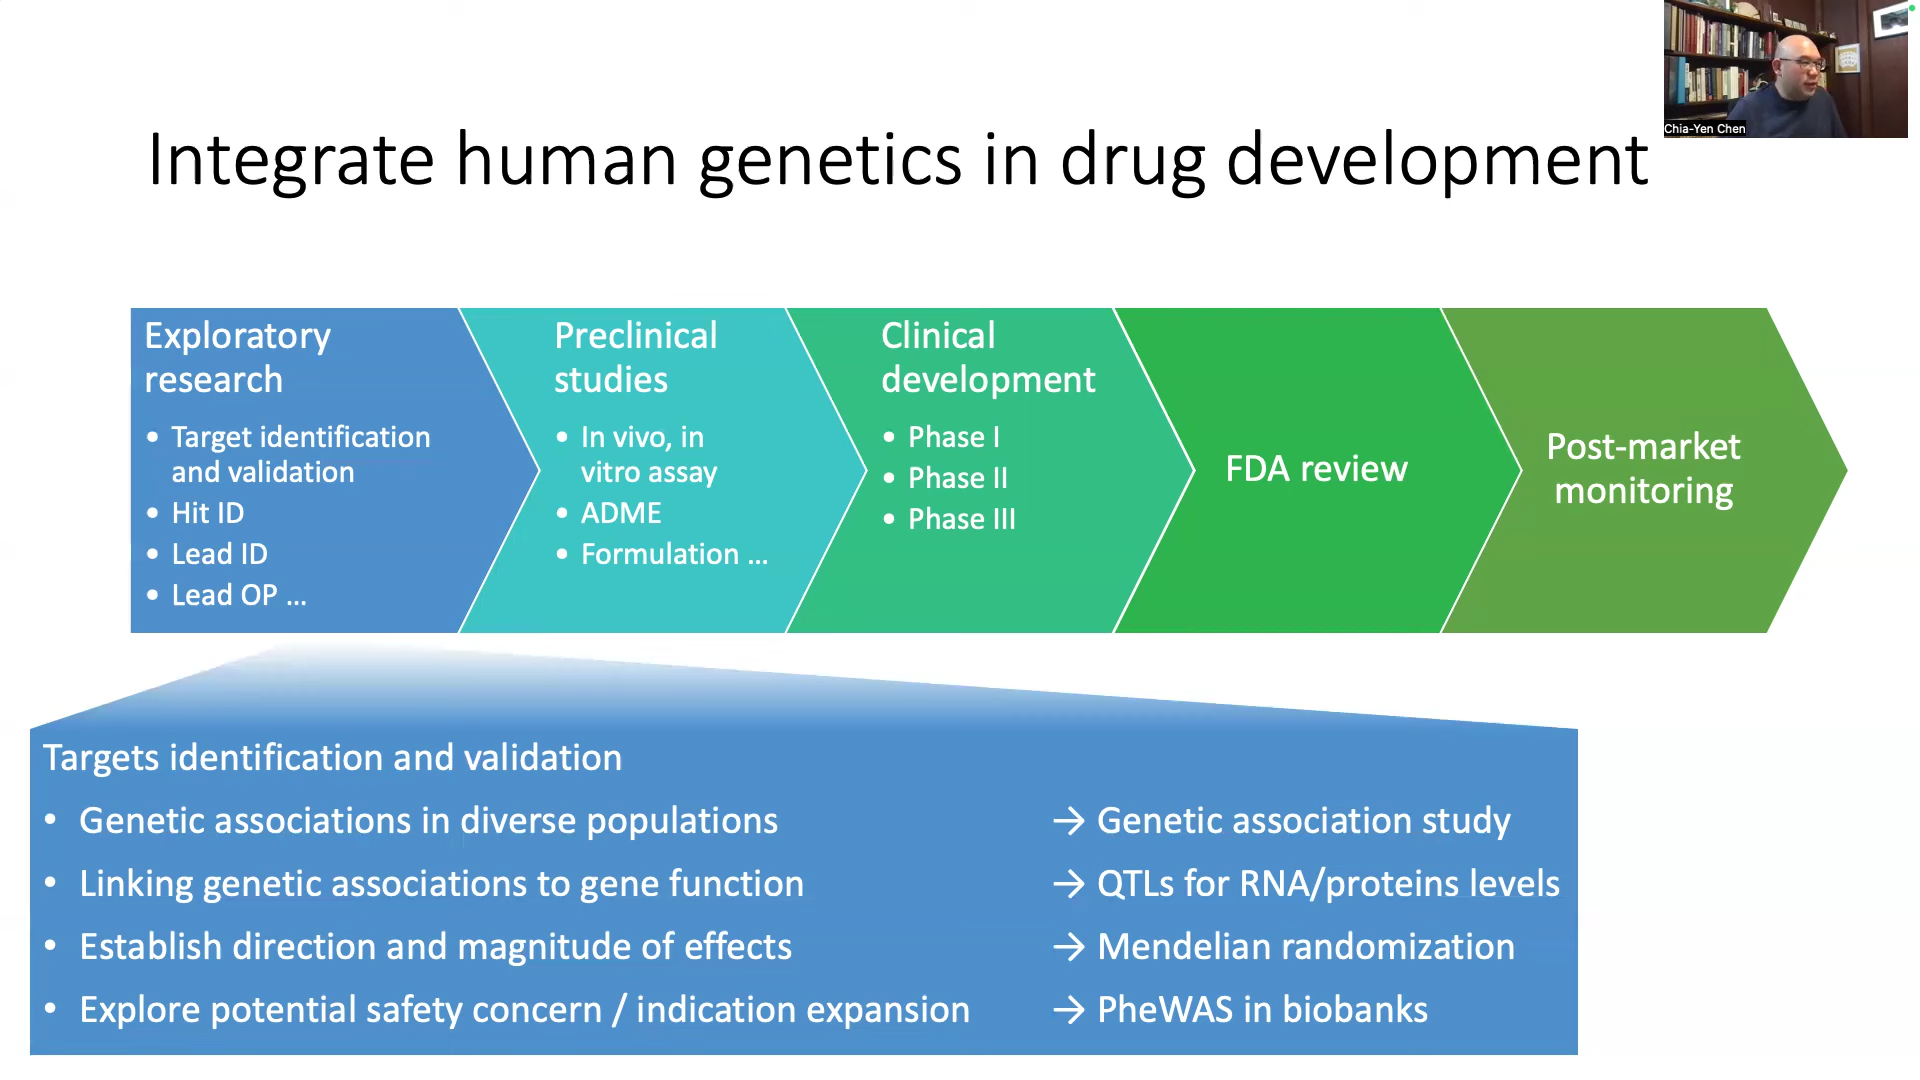 Chia-Yen Chen
Integrate human genetics in drug development
Exploratory
research
• Target identification
and validation
• Hit ID
• Lead ID
• Lead OP ...
Preclinical
studies
• In vivo, in
vitro assay
• ADME
• Formulation ...
Clinical
development
• Phase I
• Phase II
• Phase III
FDA review
Post-market
monitoring
Targets identification and validation
• Genetic associations in diverse populations → Genetic association study
• Linking genetic associations to gene function → QTLs for RNA/proteins levels
• Establish direction and magnitude of effects → Mendelian randomization
• Explore potential safety concern / indication expansion → PheWAS in biobanks